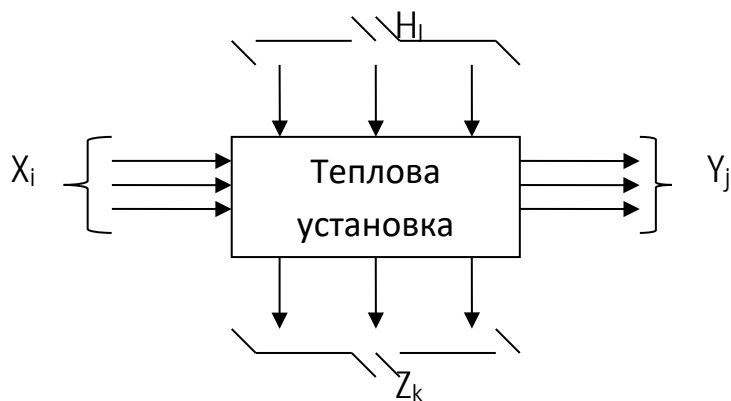 Hl
Xi
Теплова
установка
Yj
Zk